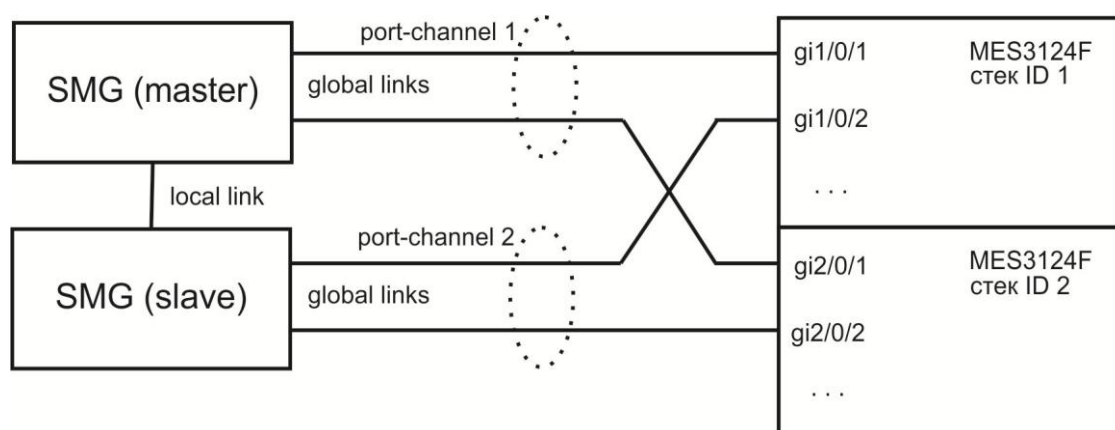 port-channel 1
SMG (master)
global links
gi1/0/1
MES3124F
стек ID 1
gi1/0/2
. . .
local link
port-channel 2
SMG (slave)
global links
gi2/0/1
MES3124F
стек ID 2
gi2/0/2
. . .